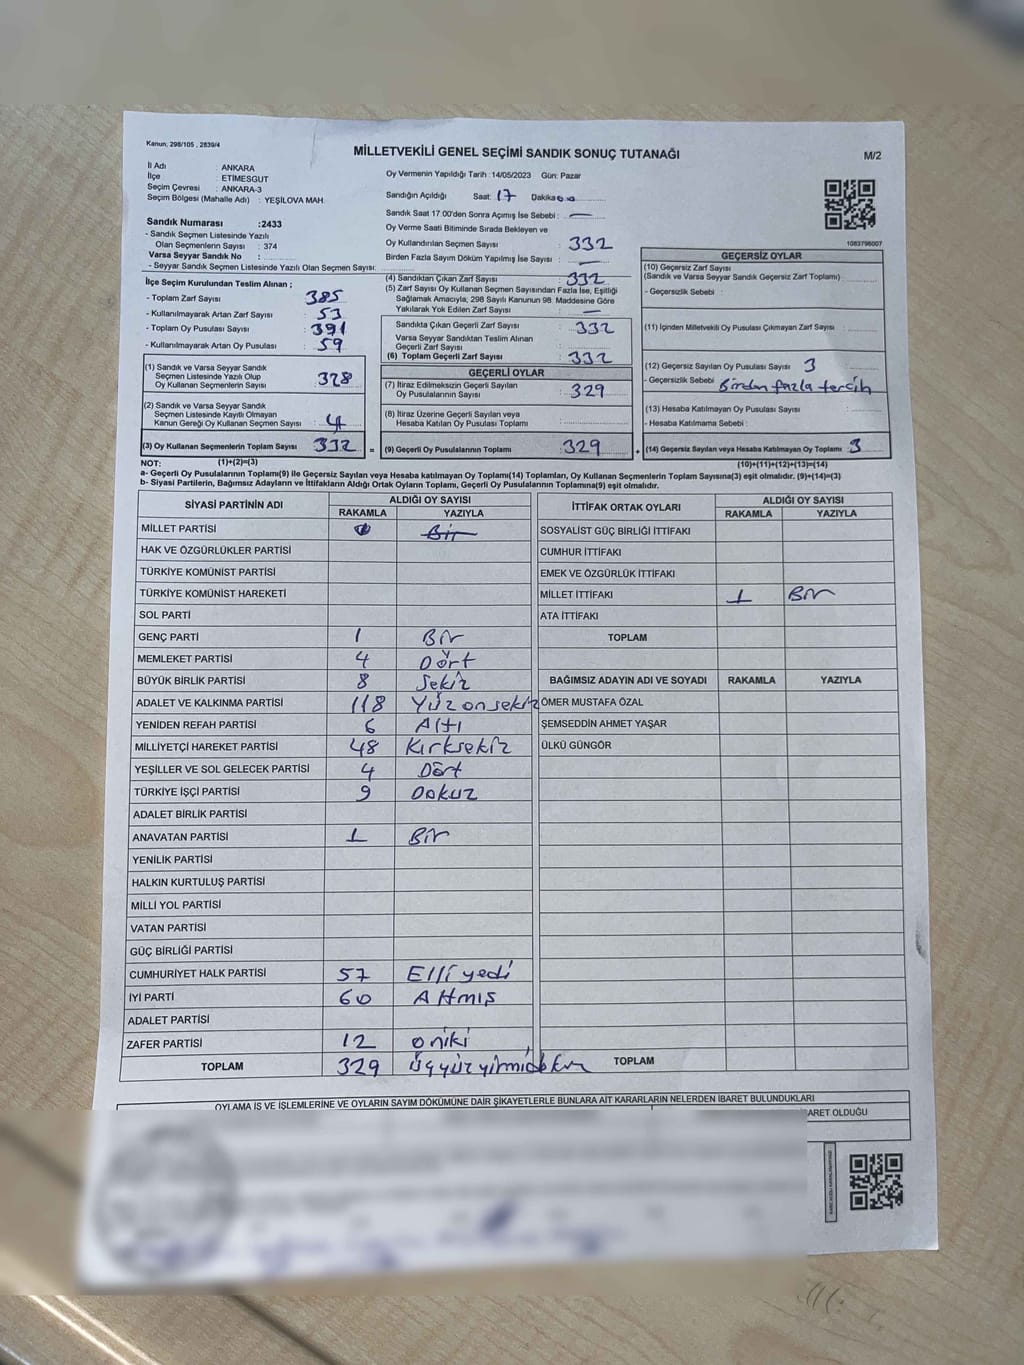 Kanun; 298/105 , 2839/4
MİLLETVEKİLİ GENEL SEÇİMİ SANDIK SONUÇ TUTANAĞI
M/2
İl Adı : ANKARA
İlçe : ETİMESGUT
Seçim Çevresi : ANKARA-3
Seçim Bölgesi (Mahalle Adı) : YEŞİLOVA MAH.
Sandık Numarası :2433
- Sandık Seçmen Listesinde Yazılı
Olan Seçmenlerin Sayısı : 374
Varsa Seyyar Sandık No :
- Seyyar Sandık Seçmen Listesinde Yazılı Olan Seçmen Sayısı:
İlçe Seçim Kurulundan Teslim Alınan ;
- Toplam Zarf Sayısı : 385
- Kullanılmayarak Artan Zarf Sayısı : 53
- Toplam Oy Pusulası Sayısı : 391
- Kullanılmayarak Artan Oy Pusulası : 59
(1) Sandık ve Varsa Seyyar Sandık
Seçmen Listesinde Yazılı Olup
Oy Kullanan Seçmenlerin Sayısı : 328
(2) Sandık ve Varsa Seyyar Sandık
Seçmen Listesinde Kayıtlı Olmayan
Kanun Gereği Oy Kullanan Seçmen Sayısı : 4
(3) Oy Kullanan Seçmenlerin Toplam Sayısı : 332 =
Oy Vermenin Yapıldığı Tarih :14/05/2023 Gün: Pazar
Sandığın Açıldığı Saat: 17 Dakika: 00
Sandık Saat 17.00'den Sonra Açımış İse Sebebi : —
Oy Verme Saati Bitiminde Sırada Bekleyen ve
Oy Kullandırılan Seçmen Sayısı : 332
Birden Fazla Sayım Döküm Yapılmış İse Sayısı : —
(4) Sandıktan Çıkan Zarf Sayısı : 332
(5) Zarf Sayısı Oy Kullanan Seçmen Sayısından Fazla İse, Eşitliği
Sağlamak Amacıyla, 298 Sayılı Kanunun 98. Maddesine Göre
Yakılarak Yok Edilen Zarf Sayısı : —
Sandıkta Çıkan Geçerli Zarf Sayısı : 332
Varsa Seyyar Sandıktan Teslim Alınan
Geçerli Zarf Sayısı :
(6) Toplam Geçerli Zarf Sayısı : 332
GEÇERLİ OYLAR
(7) İtiraz Edilmeksizin Geçerli Sayılan
Oy Pusulalarının Sayısı : 329
(8) İtiraz Üzerine Geçerli Sayılan veya
Hesaba Katılan Oy Pusulaları Toplamı :
(9) Geçerli Oy Pusulalarının Toplamı : 329 +
1083796007
GEÇERSİZ OYLAR
(10) Geçersiz Zarf Sayısı
(Sandık ve Varsa Seyyar Sandık Geçersiz Zarf Toplamı) :
- Geçersizlik Sebebi :
(11) İçinden Milletvekili Oy Pusulası Çıkmayan Zarf Sayısı :
(12) Geçersiz Sayılan Oy Pusulası Sayısı : 3
- Geçersizlik Sebebi : Birden fazla tercih
(13) Hesaba Katılmayan Oy Pusulası Sayısı :
- Hesaba Katılmama Sebebi :
(14) Geçersiz Sayılan veya Hesaba Katılmayan Oy Toplamı : 3
NOT: (1)+(2)=(3) (10)+(11)+(12)+(13)=(14)
a- Geçerli Oy Pusulalarının Toplamı(9) ile Geçersiz Sayılan veya Hesaba katılmayan Oy Toplamı(14) Toplamları, Oy Kullanan Seçmenlerin Toplam Sayısına(3) eşit olmalıdır. (9)+(14)=(3)
b- Siyasi Partilerin, Bağımsız Adayların ve İttifakların Aldığı Ortak Oyların Toplamı, Geçerli Oy Pusulalarının Toplamına(9) eşit olmalıdır.
SİYASİ PARTİNİN ADI ALDIĞI OY SAYISI
RAKAMLA YAZIYLA
MİLLET PARTİSİ Bir
HAK VE ÖZGÜRLÜKLER PARTİSİ
TÜRKİYE KOMÜNİST PARTİSİ
TÜRKİYE KOMÜNİST HAREKETİ
SOL PARTİ
GENÇ PARTİ 1 Bir
MEMLEKET PARTİSİ 4 Dört
BÜYÜK BİRLİK PARTİSİ 8 Sekiz
ADALET VE KALKINMA PARTİSİ 118 Yüzonsekiz
YENİDEN REFAH PARTİSİ 6 Altı
MİLLİYETÇİ HAREKET PARTİSİ 48 Kırksekiz
YEŞİLLER VE SOL GELECEK PARTİSİ 4 Dört
TÜRKİYE İŞÇİ PARTİSİ 9 Dokuz
ADALET BİRLİK PARTİSİ
ANAVATAN PARTİSİ 1 Bir
YENİLİK PARTİSİ
HALKIN KURTULUŞ PARTİSİ
MİLLİ YOL PARTİSİ
VATAN PARTİSİ
GÜÇ BİRLİĞİ PARTİSİ
CUMHURİYET HALK PARTİSİ 57 Elli yedi
İYİ PARTİ 60 Altmış
ADALET PARTİSİ
ZAFER PARTİSİ 12 oniki
TOPLAM 329 Üçyüzyirmidokuz
İTTİFAK ORTAK OYLARI ALDIĞI OY SAYISI
RAKAMLA YAZIYLA
SOSYALİST GÜÇ BİRLİĞİ İTTİFAKI
CUMHUR İTTİFAKI
EMEK VE ÖZGÜRLÜK İTTİFAKI
MİLLET İTTİFAKI 1 Bir
ATA İTTİFAKI
TOPLAM
BAĞIMSIZ ADAYIN ADI VE SOYADI RAKAMLA YAZIYLA
ÖMER MUSTAFA ÖZAL
ŞEMSEDDİN AHMET YAŞAR
ÜLKÜ GÜNGÖR
TOPLAM
OYLAMA İŞ VE İŞLEMLERİNE VE OYLARIN SAYIM DÖKÜMÜNE DAİR ŞİKAYETLERLE BUNLARA AİT KARARLARIN NELERDEN İBARET BULUNDUKLARI
BARET OLDUĞU